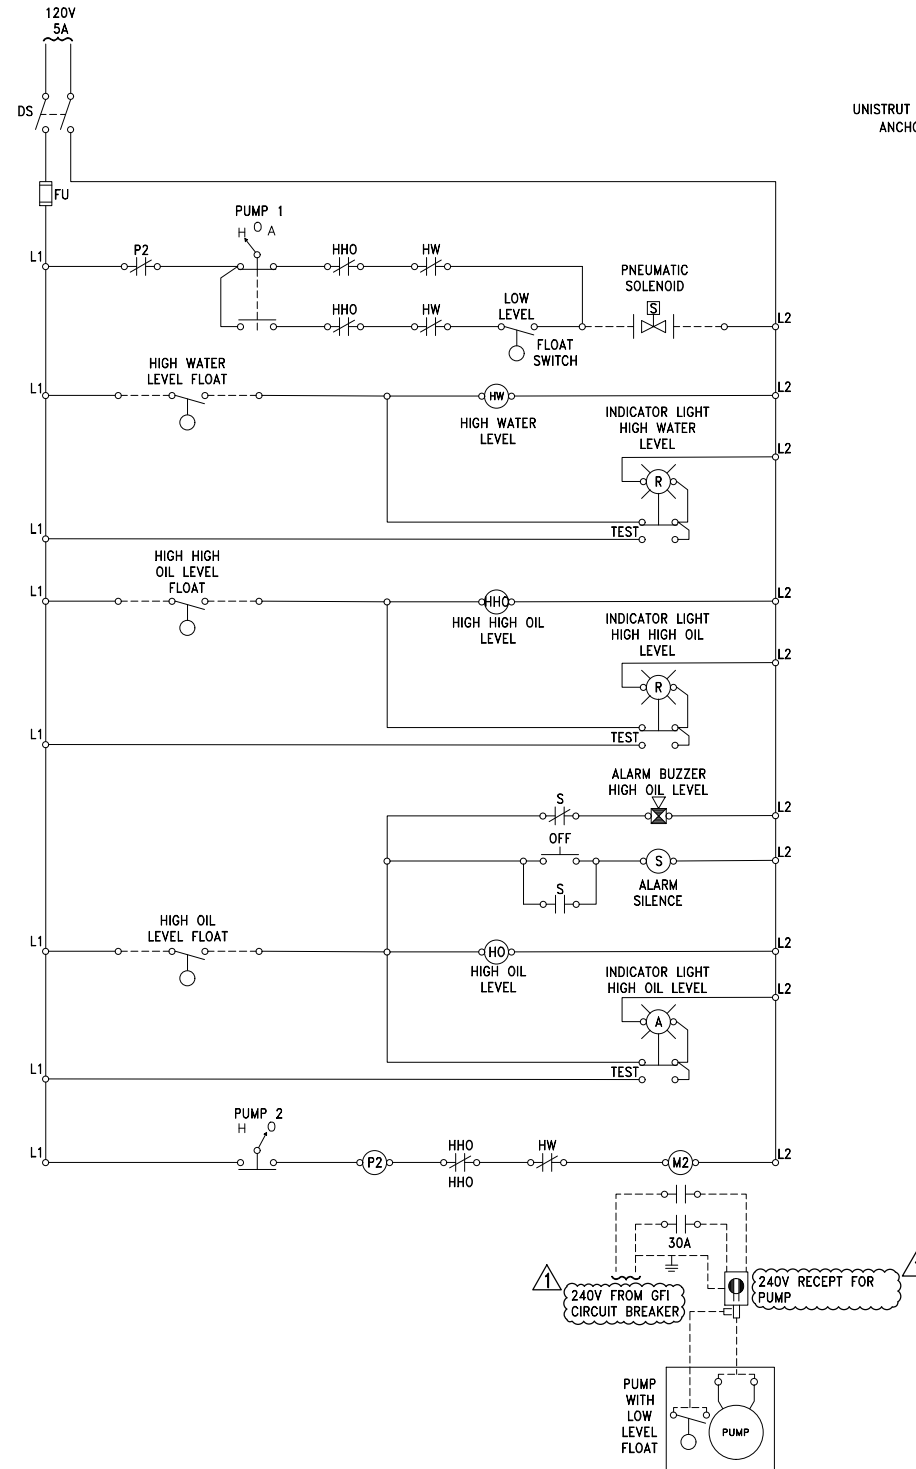 120V
5A
DS
UNISTRUT
ANCHO
FU
PUMP 1
H O A
L1
P2
HHO
HW
PNEUMATIC
SOLENOID
S
LOW
LEVEL
HHO
HW
L2
FLOAT
SWITCH
HIGH WATER
LEVEL FLOAT
L1
HW
L2
INDICATOR LIGHT
HIGH WATER
LEVEL
HIGH WATER
LEVEL
L2
R
L1
TEST
HIGH HIGH
OIL LEVEL
FLOAT
L1
HHO
L2
HIGH HIGH OIL
LEVEL
INDICATOR LIGHT
HIGH HIGH OIL
LEVEL
L2
R
L1
TEST
ALARM BUZZER
HIGH OIL LEVEL
S
L2
OFF
S
L2
ALARM
SILENCE
S
HIGH OIL
LEVEL FLOAT
L1
HO
L2
HIGH OIL
LEVEL
INDICATOR LIGHT
HIGH OIL LEVEL
L2
A
L1
TEST
PUMP 2
H O
L1
P2
HHO
HHO
HW
M2
L2
30A
1
240V FROM GFI
CIRCUIT BREAKER
240V RECEPT FOR
PUMP
PUMP
WITH
LOW
LEVEL
FLOAT
PUMP